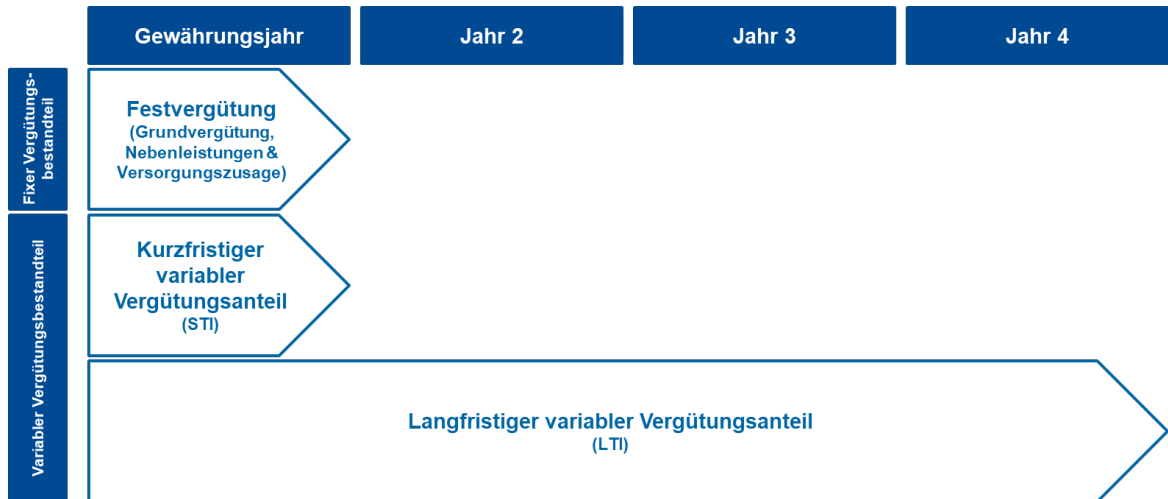 Gewährungsjahr
Jahr 2
Jahr 3
Jahr 4
Fixer Vergütungs-
bestandteil
Festvergütung
(Grundvergütung,
Nebenleistungen &
Versorgungszusage)
Variabler Vergütungsbestandteil
Kurzfristiger
variabler
Vergütungsanteil
(STI)
Langfristiger variabler Vergütungsanteil
(LTI)